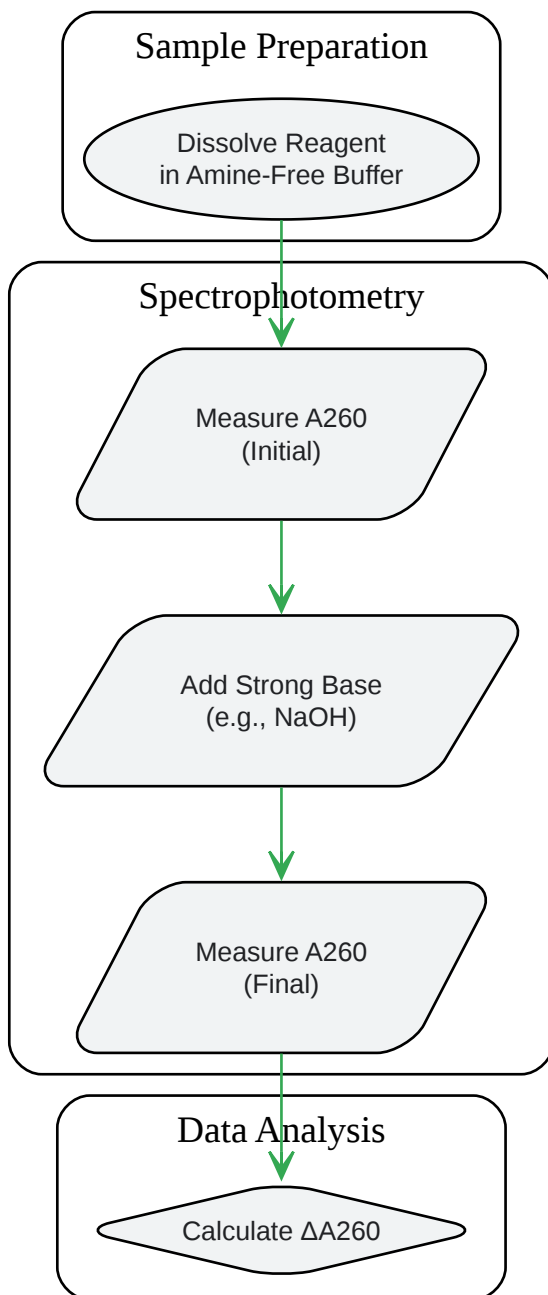 Sample Preparation
Dissolve Reagent
in Amine-Free Buffer
Spectrophotometry
Measure A260
(Initial)
Add Strong Base
(e.g., NaOH)
Measure A260
(Final)
Data Analysis
Calculate ΔA260